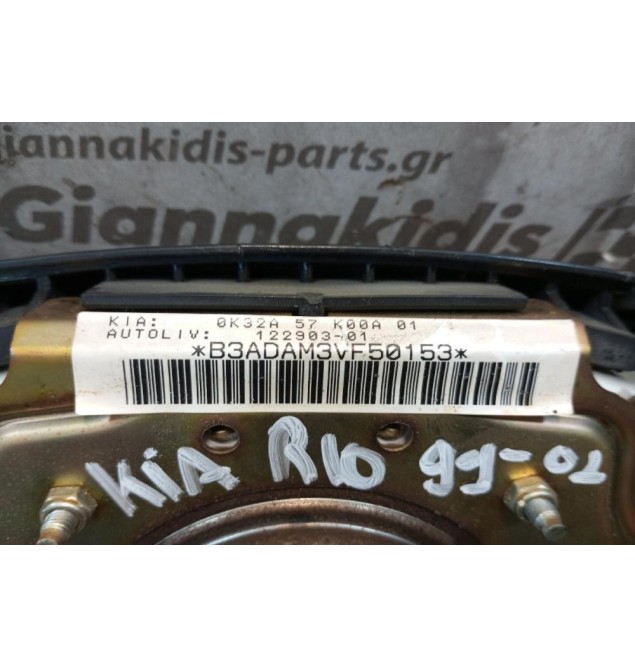 Giannakidis-parts.gr
Giannakidis
KIA: 0K32A 57 K00A 01
AUTOLIV: 122903-01
*B3ADAM3VF50153*
KiA RIO 99-02